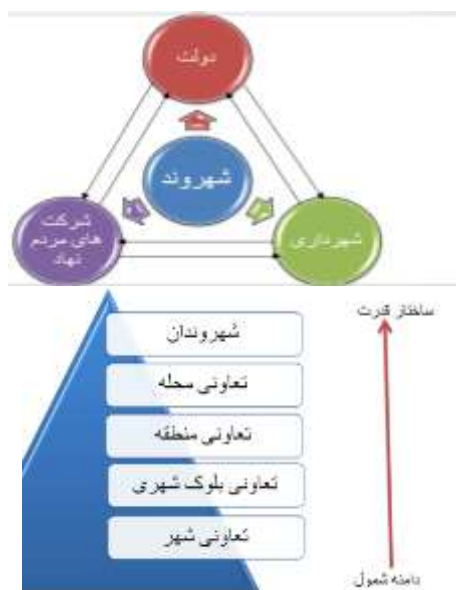 دولت
شهروند
شهرداری
شرکت
های مردم
نهاد
ساختار قدرت
شهروندان
تعاونی محله
تعاونی منطقه
تعاونی بلوک شهری
تعاونی شهر
دامنه شمول